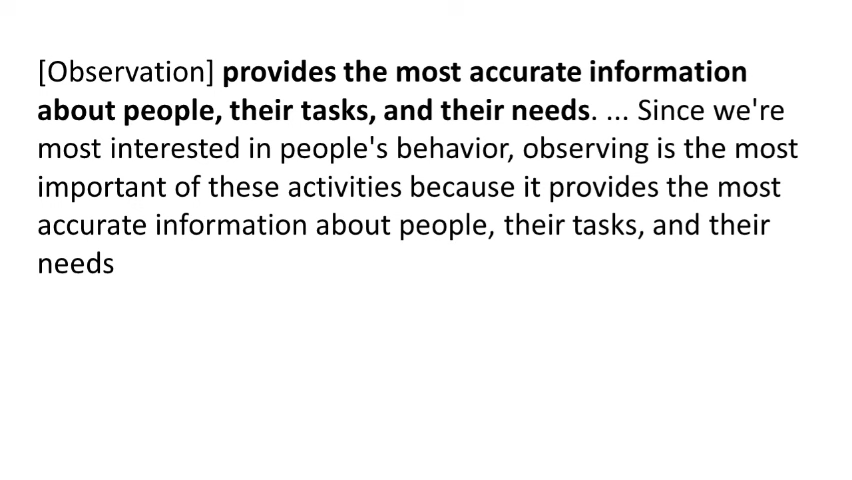 [Observation] provides the most accurate information
about people, their tasks, and their needs. ... Since we're
most interested in people's behavior, observing is the most
important of these activities because it provides the most
accurate information about people, their tasks, and their
needs